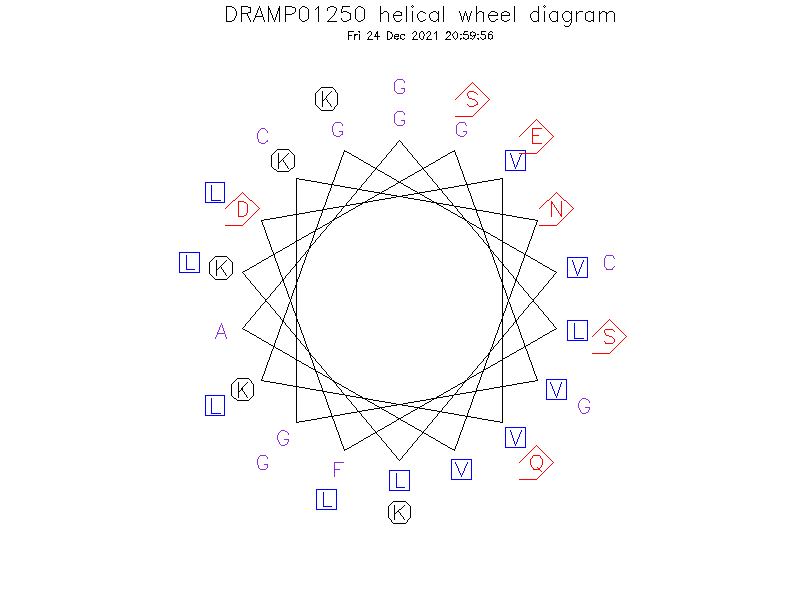 DRAMP01250 helical wheel diagram
Fri 24 Dec 2021 20:59:56
G
K S
G
G G
C E
K V
L
D N
L K V C
A L S
K V
L G
G V
G F V Q
L
L
K